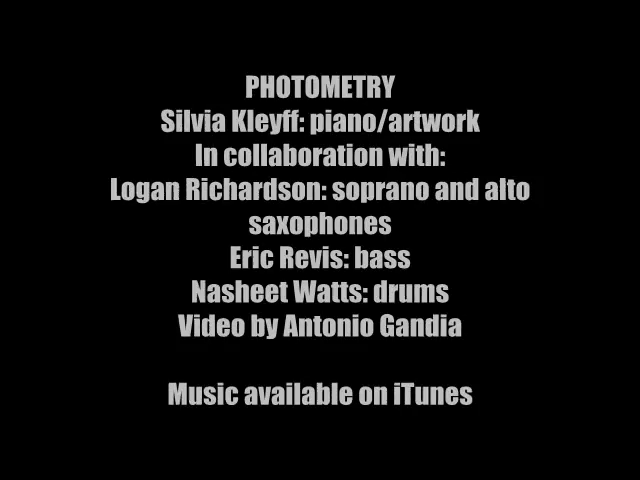 PHOTOMETRY
Silvia Kleyff: piano/artwork
In collaboration with:
Logan Richardson: soprano and alto
saxophones
Eric Revis: bass
Nasheet Watts: drums
Video by Antonio Gandia
Music available on iTunes